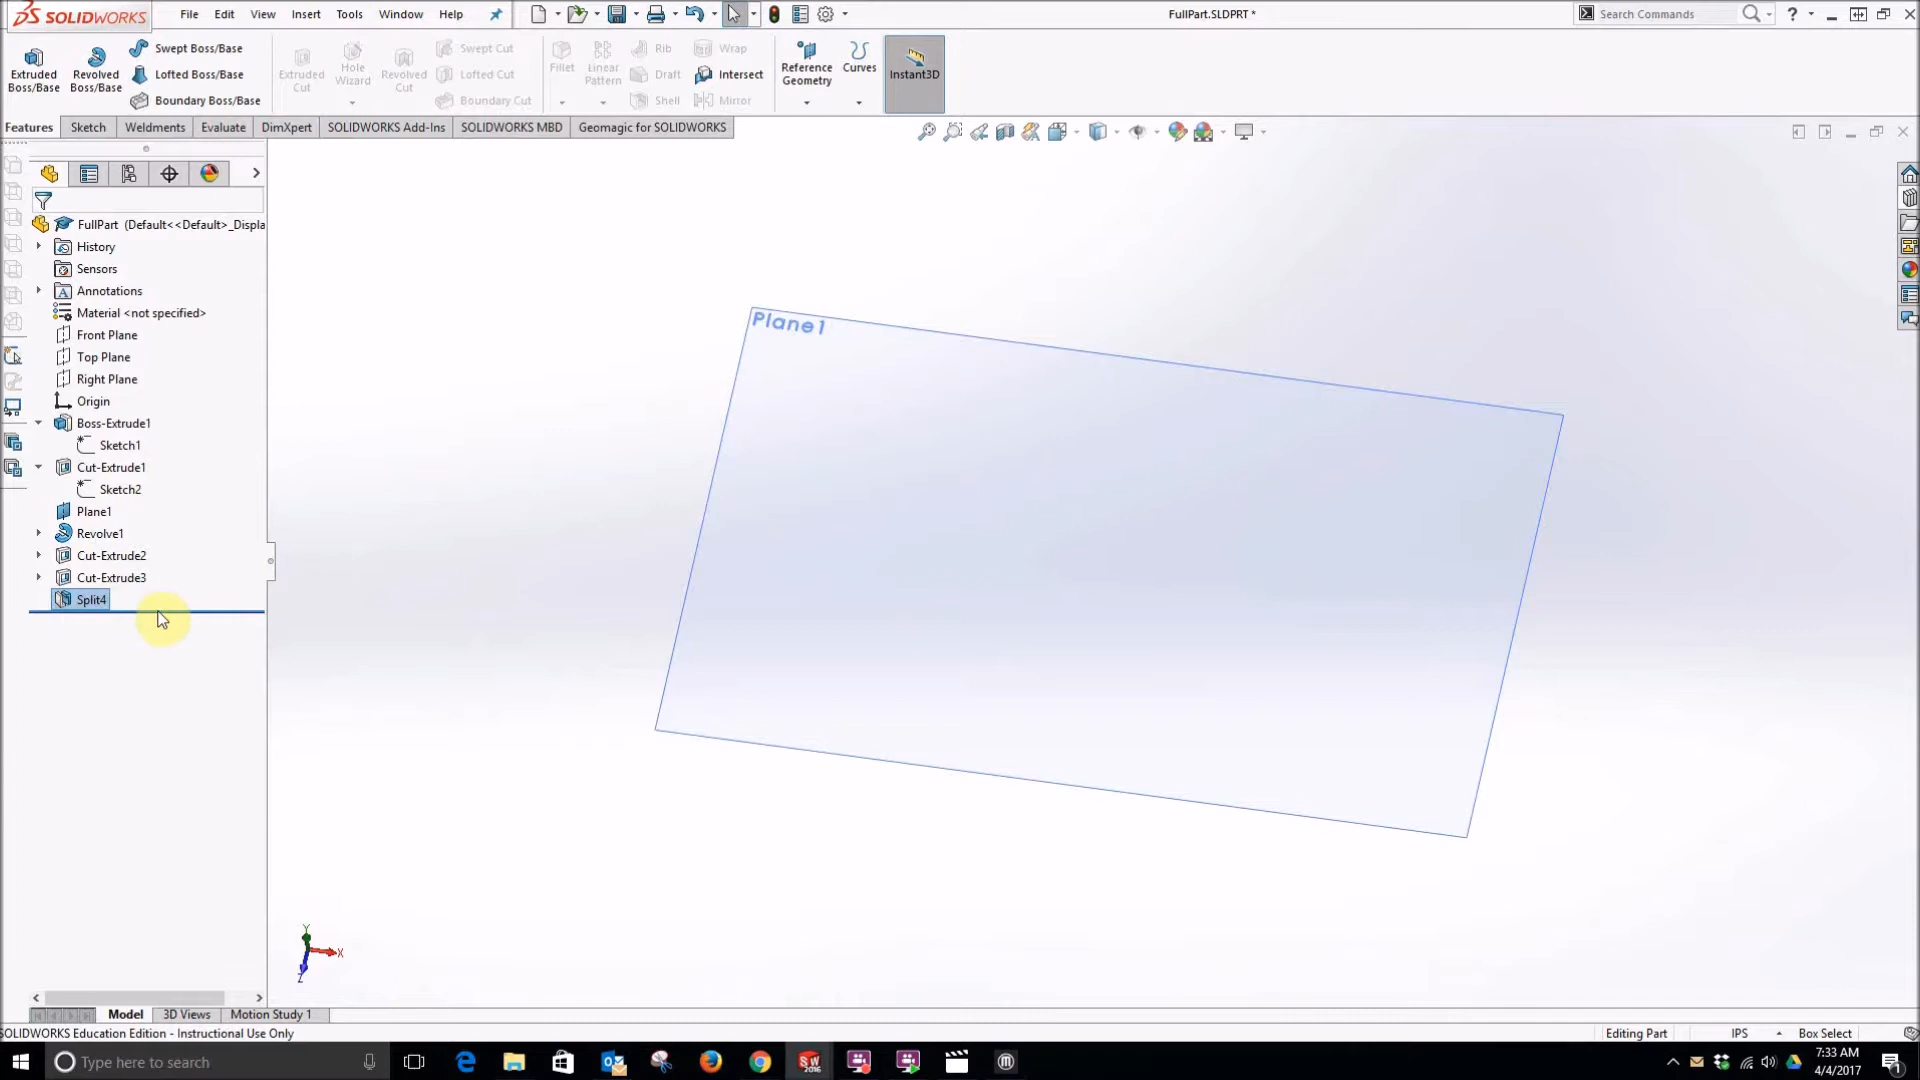 SOLIDWORKS File Edit View Insert Tools Window Help FullPart.SLDPRT * Search Commands ?
Extruded Boss/Base
Revolved Boss/Base
Swept Boss/Base
Lofted Boss/Base
Boundary Boss/Base
Extruded Cut
Hole Wizard
Revolved Cut
Swept Cut
Lofted Cut
Boundary Cut
Fillet
Linear Pattern
Rib
Draft
Shell
Wrap
Intersect
Mirror
Reference Geometry
Curves
Instant3D
Features Sketch Weldments Evaluate DimXpert SOLIDWORKS Add-Ins SOLIDWORKS MBD Geomagic for SOLIDWORKS
FullPart (Default<<Default>_Displa
History
Sensors
Annotations
Material <not specified>
Front Plane
Top Plane
Right Plane
Origin
Boss-Extrude1
Sketch1
Cut-Extrude1
Sketch2
Plane1
Revolve1
Cut-Extrude2
Cut-Extrude3
Split4
Plane1
Y
X
Z
Model 3D Views Motion Study 1
SOLIDWORKS Education Edition - Instructional Use Only Editing Part IPS Box Select
Type here to search
SW
2016
7:33 AM
4/4/2017